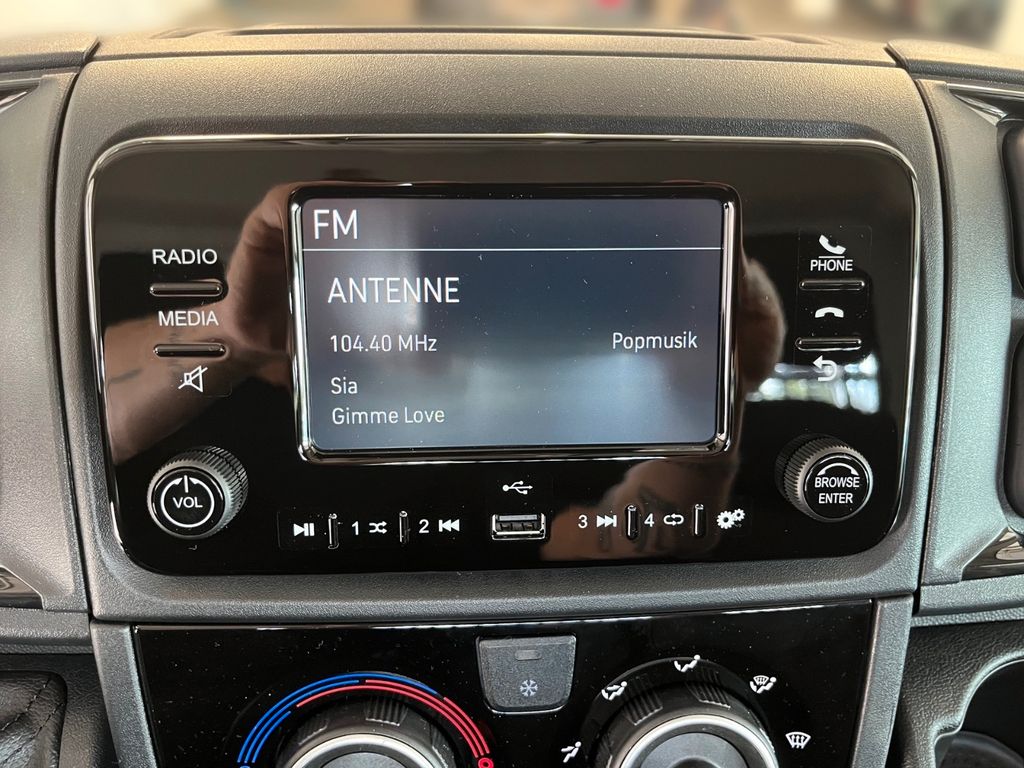 FM
ANTENNE
104.40 MHz
Popmusik
Sia
Gimme Love
RADIO
MEDIA
PHONE
VOL
BROWSE
ENTER
1
2
3
4